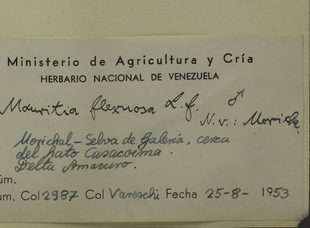 Ministerio de Agricultura y Cría
HERBARIO NACIONAL DE VENEZUELA
Mauritia flexuosa L.f. ♂
N.v.: Moriche
Morichal-Selva de Galería, cerca
del hato Casacoima.
Delta Amacuro.
úm.
um. Col 2987 Col Vareschi Fecha 25-8-1953